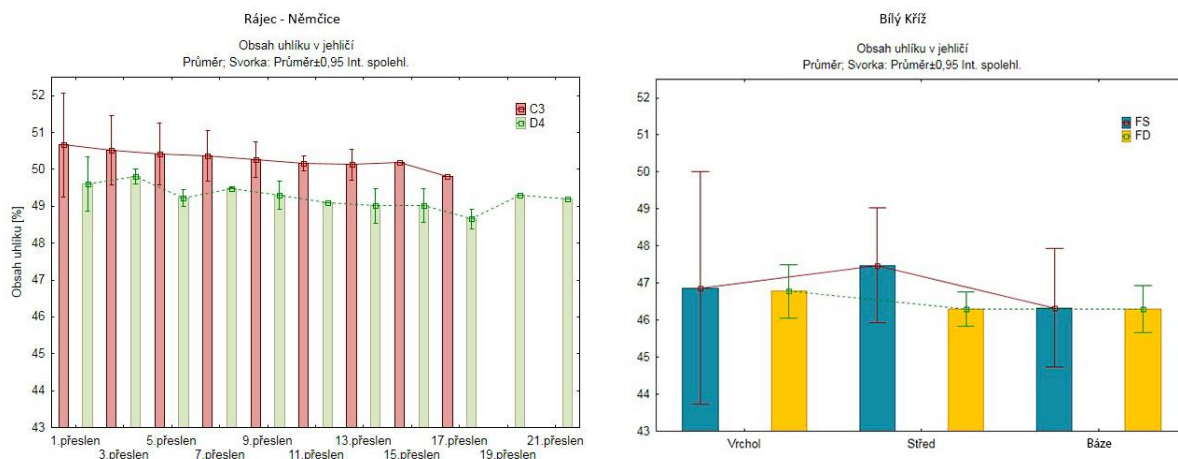 Rájec - Němčice
Obsah uhlíku v jehličí
Průměr; Svorka: Průměr±0,95 Int. spolehl.
C3
D4
Obsah uhlíku [%]
52
51
50
49
48
47
46
45
44
43
1.přeslen
3.přeslen
5.přeslen
7.přeslen
9.přeslen
11.přeslen
13.přeslen
15.přeslen
17.přeslen
19.přeslen
21.přeslen
Bílý Kříž
Obsah uhlíku v jehličí
Průměr; Svorka: Průměr±0,95 Int. spolehl.
FS
FD
52
51
50
49
48
47
46
45
44
43
Vrchol
Střed
Báze